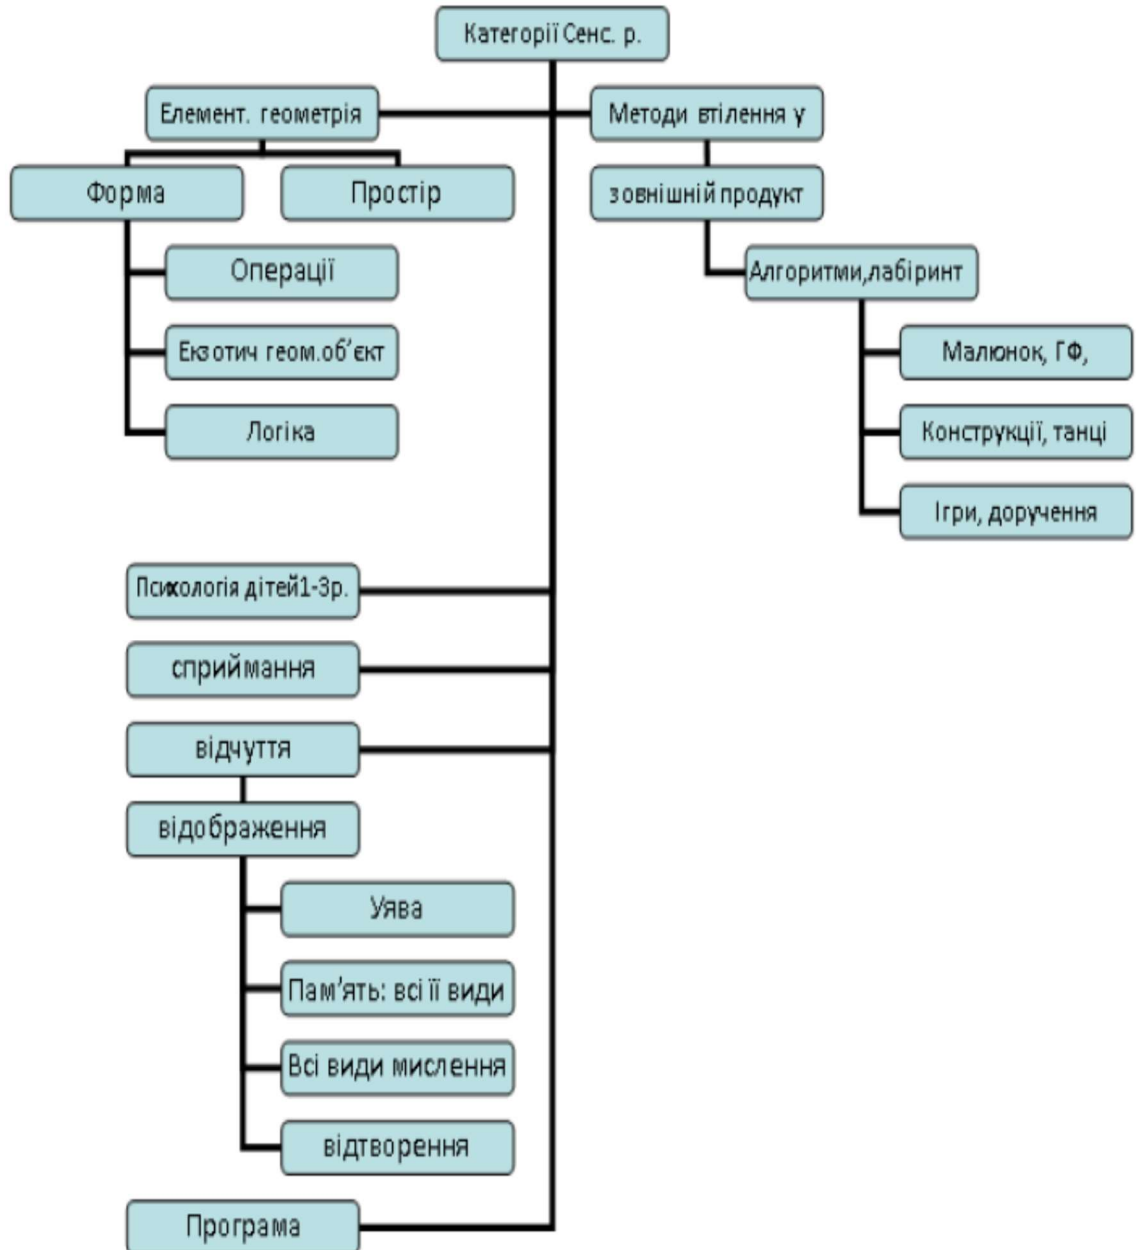 Категорії Сенс. р.
Елемент. геометрія
Методи втілення у
Форма
Простір
зовнішній продукт
Операції
Алгоритми,лабіринт
Екзотич геом.об’єкт
Малюнок, ГФ,
Логіка
Конструкції, танці
Ігри, доручення
Психологія дітей1-3р.
сприймання
відчуття
відображення
Уява
Пам’ять: всі її види
Всі види мислення
відтворення
Програма